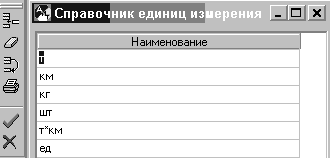 Справочник единиц измерения
Наименование
т
км
кг
шт
т*км
ед